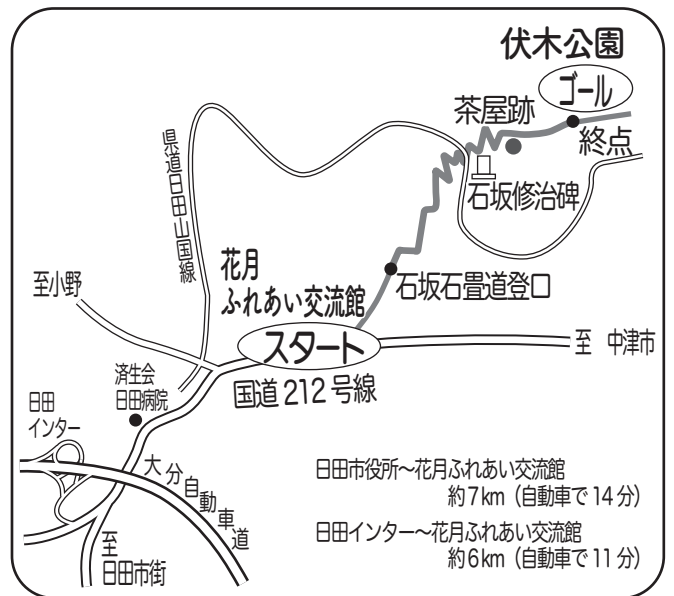 伏木公園
ゴール
茶屋跡
終点
石坂修治碑
県道日田山国線
花月
ふれあい交流館
石坂石畳道登口
至小野
スタート
至 中津市
国道212号線
済生会
日田病院
日田
インター
大分自動車道
至
日田市街
日田市役所〜花月ふれあい交流館
約7km（自動車で14分）
日田インター〜花月ふれあい交流館
約6km（自動車で11分）